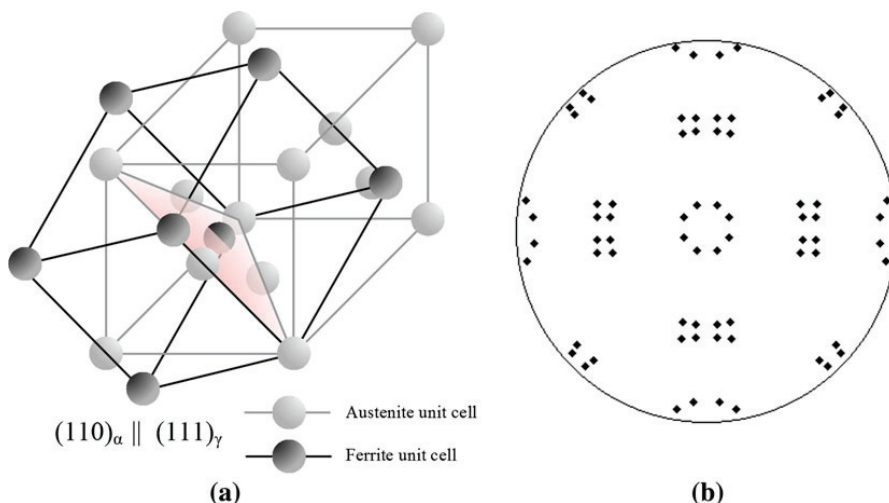 Austenite unit cell
(110)α || (111)γ
Ferrite unit cell
(a)
(b)